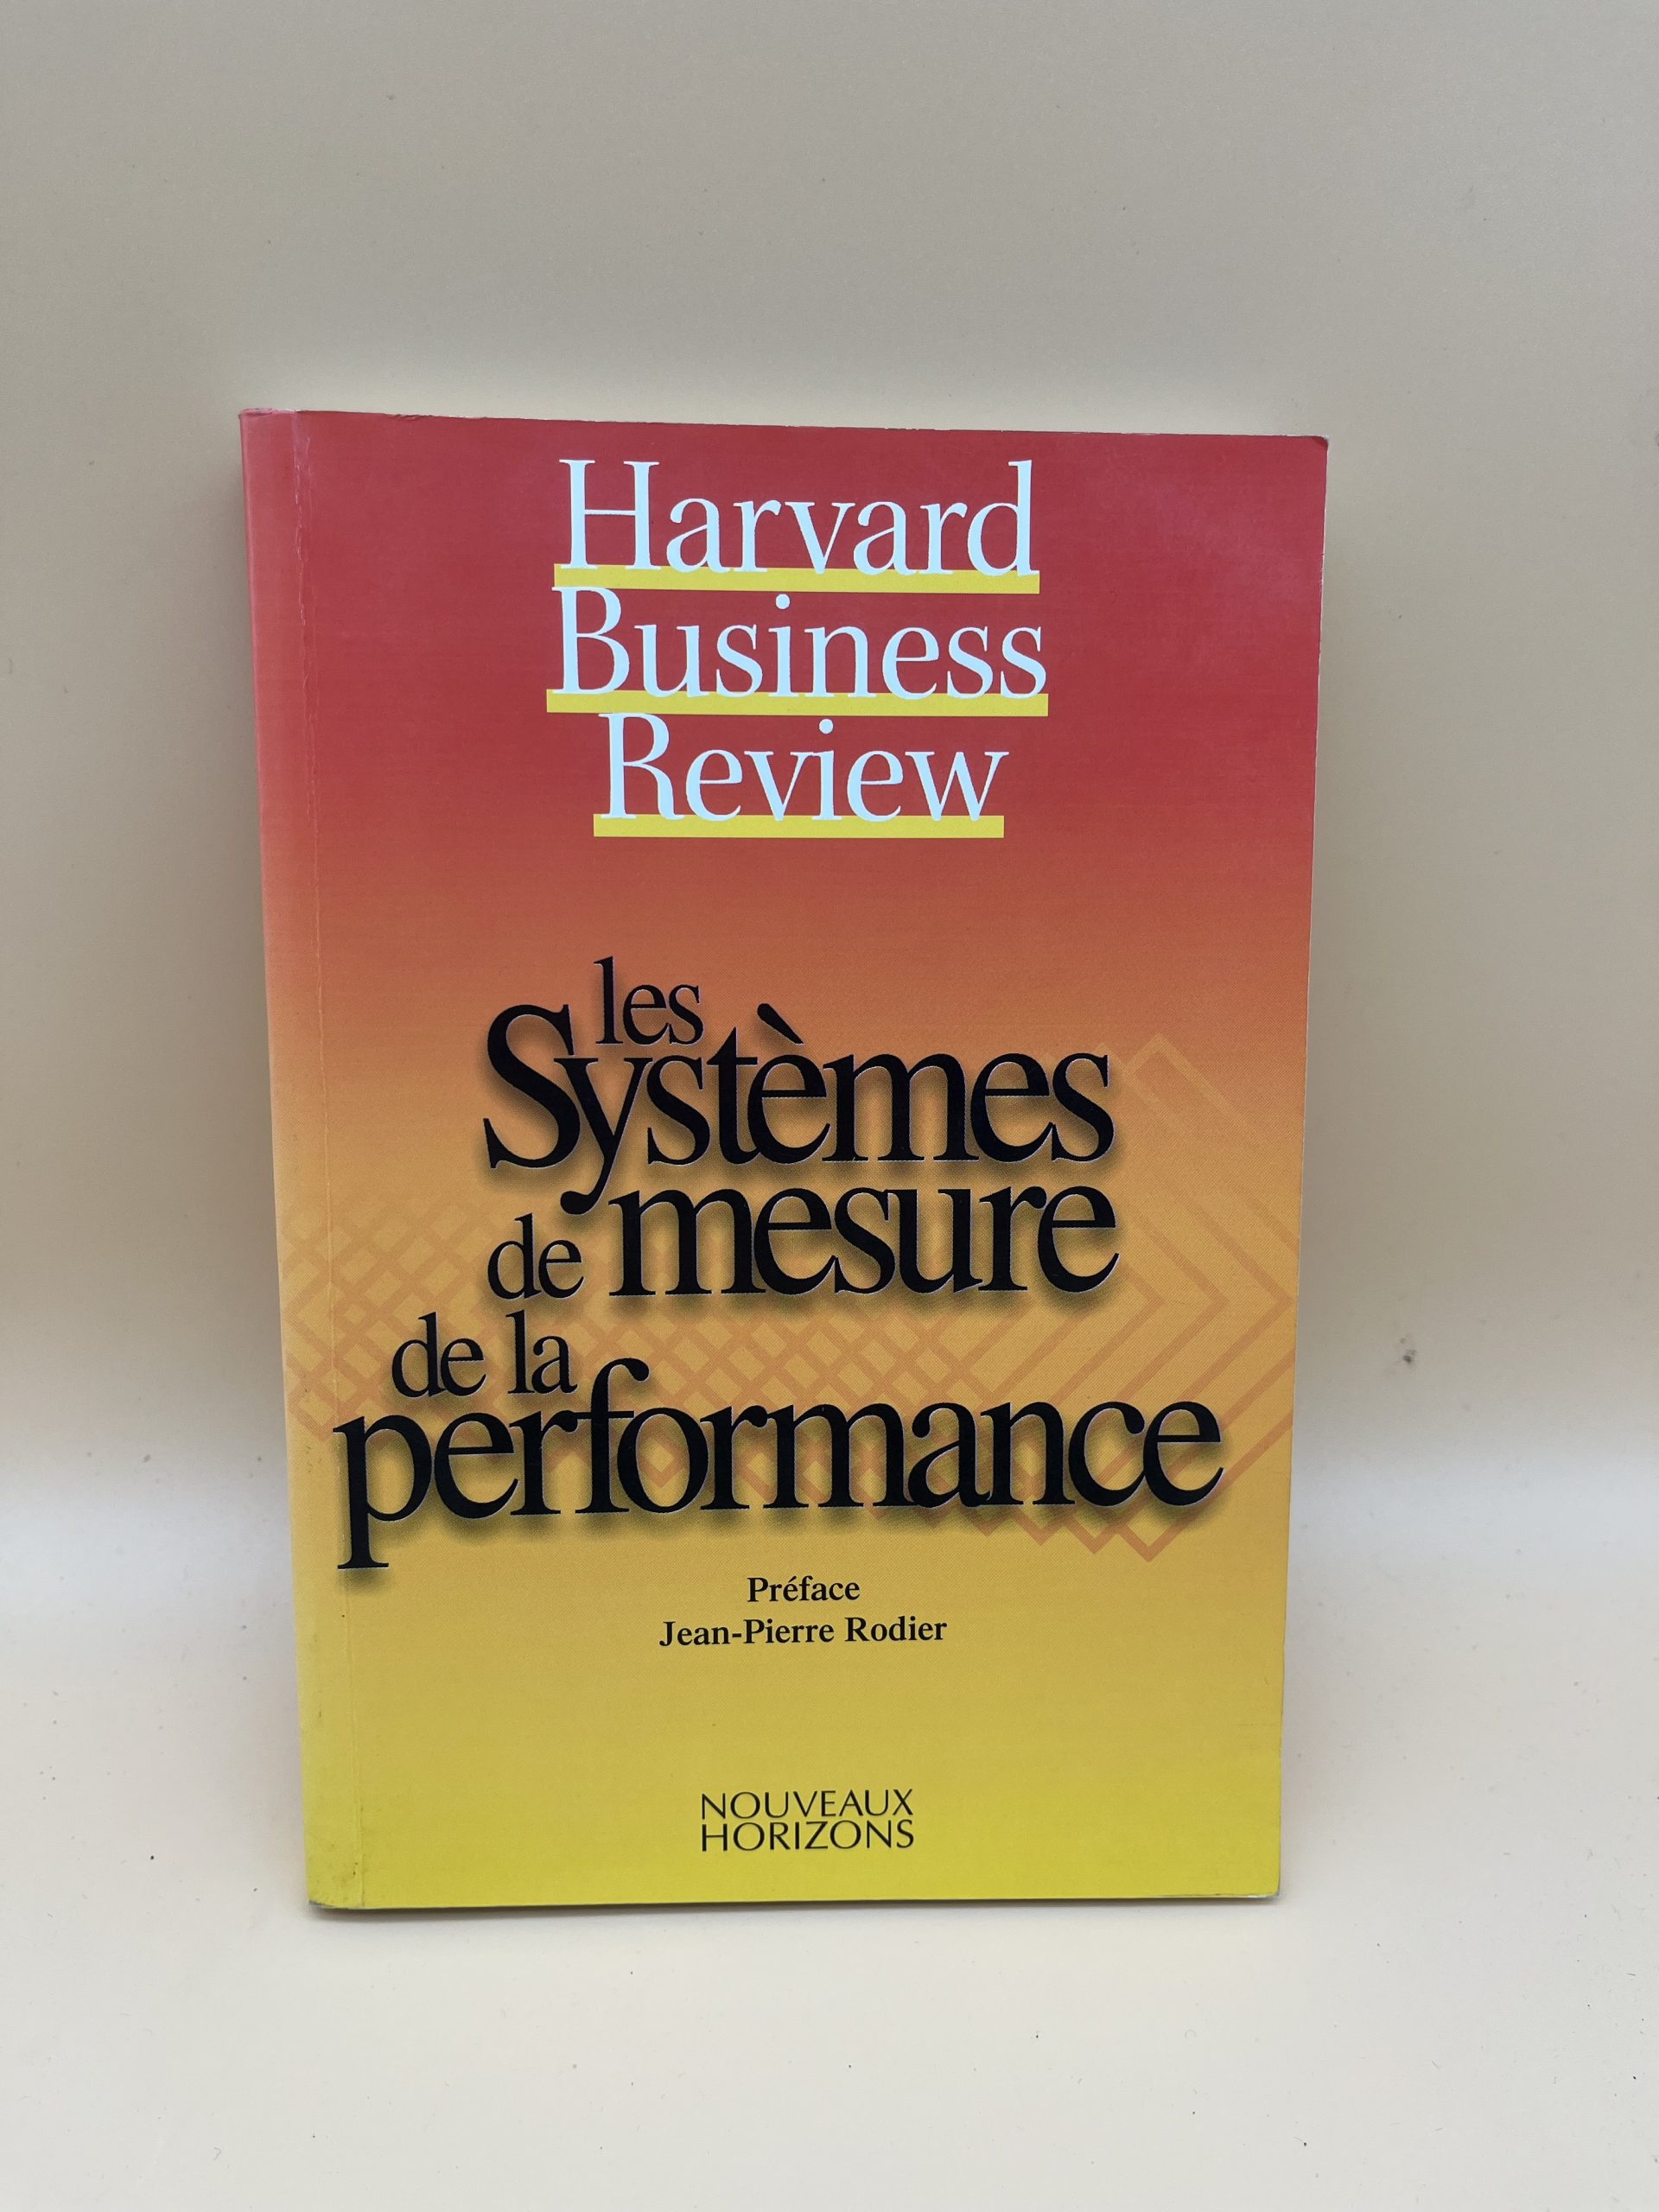 Harvard
Business
Review
les
Systèmes
de mesure
de la
performance
Préface
Jean-Pierre Rodier
NOUVEAUX
HORIZONS